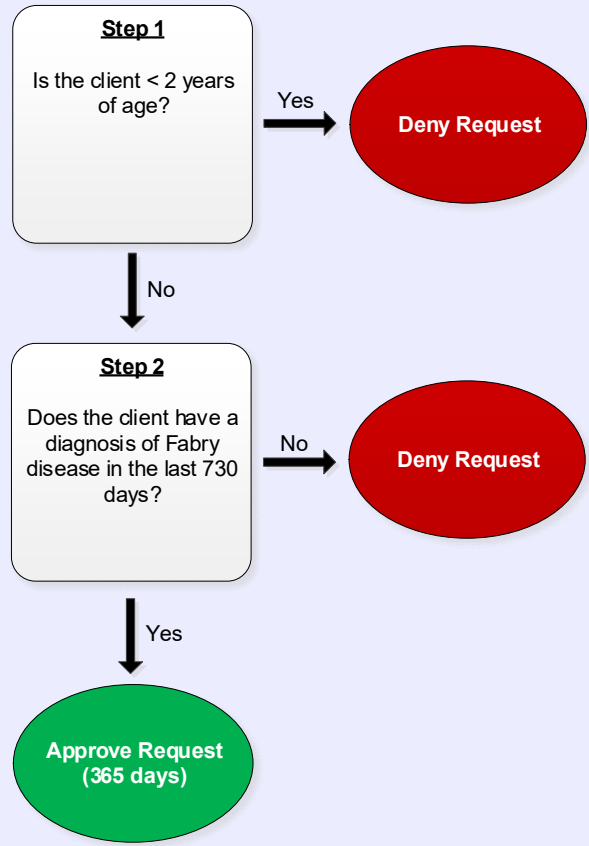 Step 1
Is the client < 2 years
of age?
Yes
Deny Request
No
Step 2
Does the client have a
diagnosis of Fabry
disease in the last 730
days?
No
Deny Request
Yes
Approve Request
(365 days)